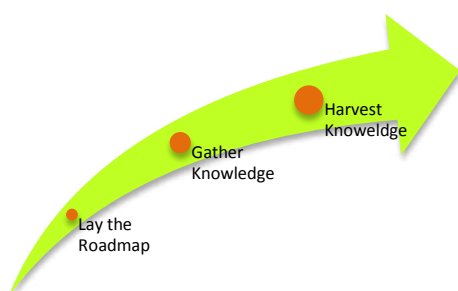 Harvest
Knoweldge
Gather
Knowledge
Lay the
Roadmap